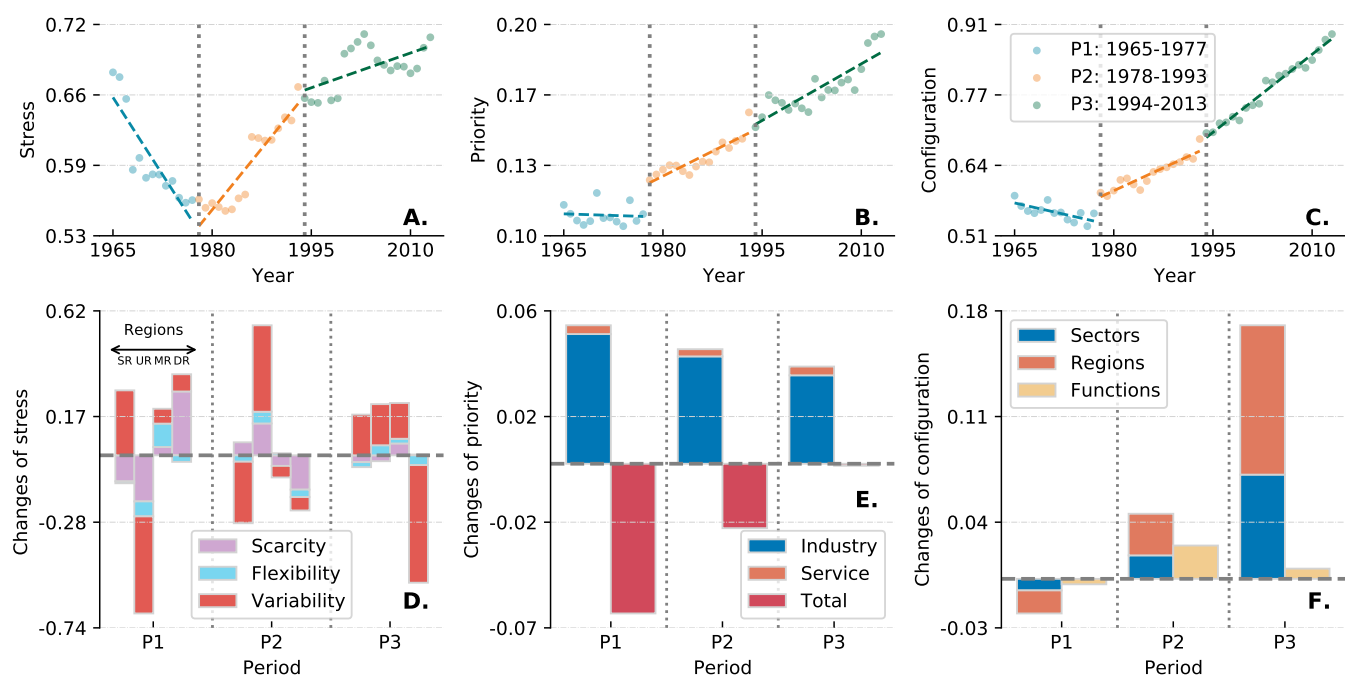 0.72
0.66
0.59
0.53
Stress
1965
1980
1995
2010
Year
A.
0.20
0.17
0.13
0.10
Priority
1965
1980
1995
2010
Year
B.
0.91
0.77
0.64
0.51
Configuration
P1: 1965-1977
P2: 1978-1993
P3: 1994-2013
1965
1980
1995
2010
Year
C.
0.62
0.17
-0.28
-0.74
Changes of stress
Regions
SR UR MR DR
Scarcity
Flexibility
Variability
D.
P1
P2
P3
Period
0.06
0.02
-0.02
-0.07
Changes of priority
E.
Industry
Service
Total
P1
P2
P3
Period
0.18
0.11
0.04
-0.03
Changes of configuration
Sectors
Regions
Functions
F.
P1
P2
P3
Period